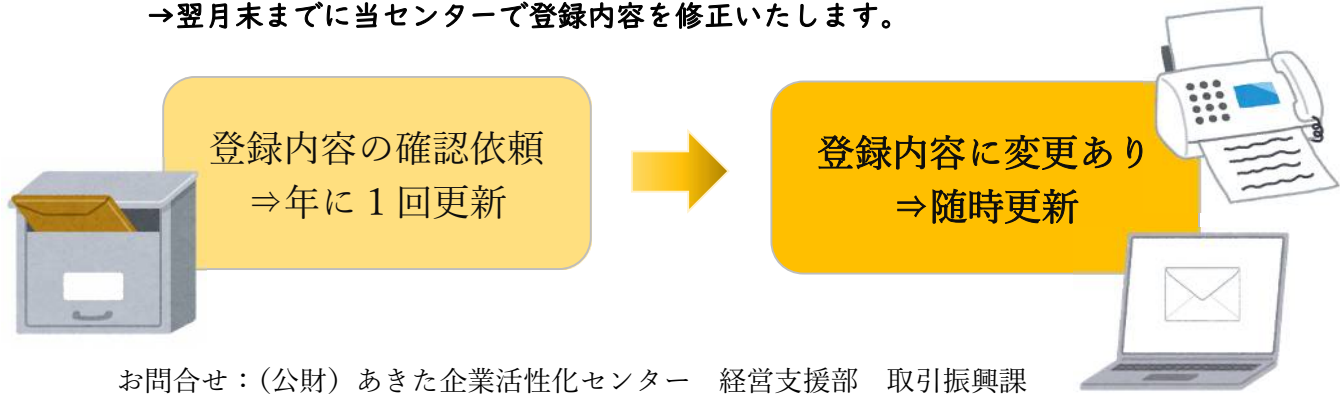 →翌月末までに当センターで登録内容を修正いたします。
登録内容の確認依頼
⇒年に１回更新
登録内容に変更あり
⇒随時更新
お問合せ：（公財）あきた企業活性化センター　経営支援部　取引振興課